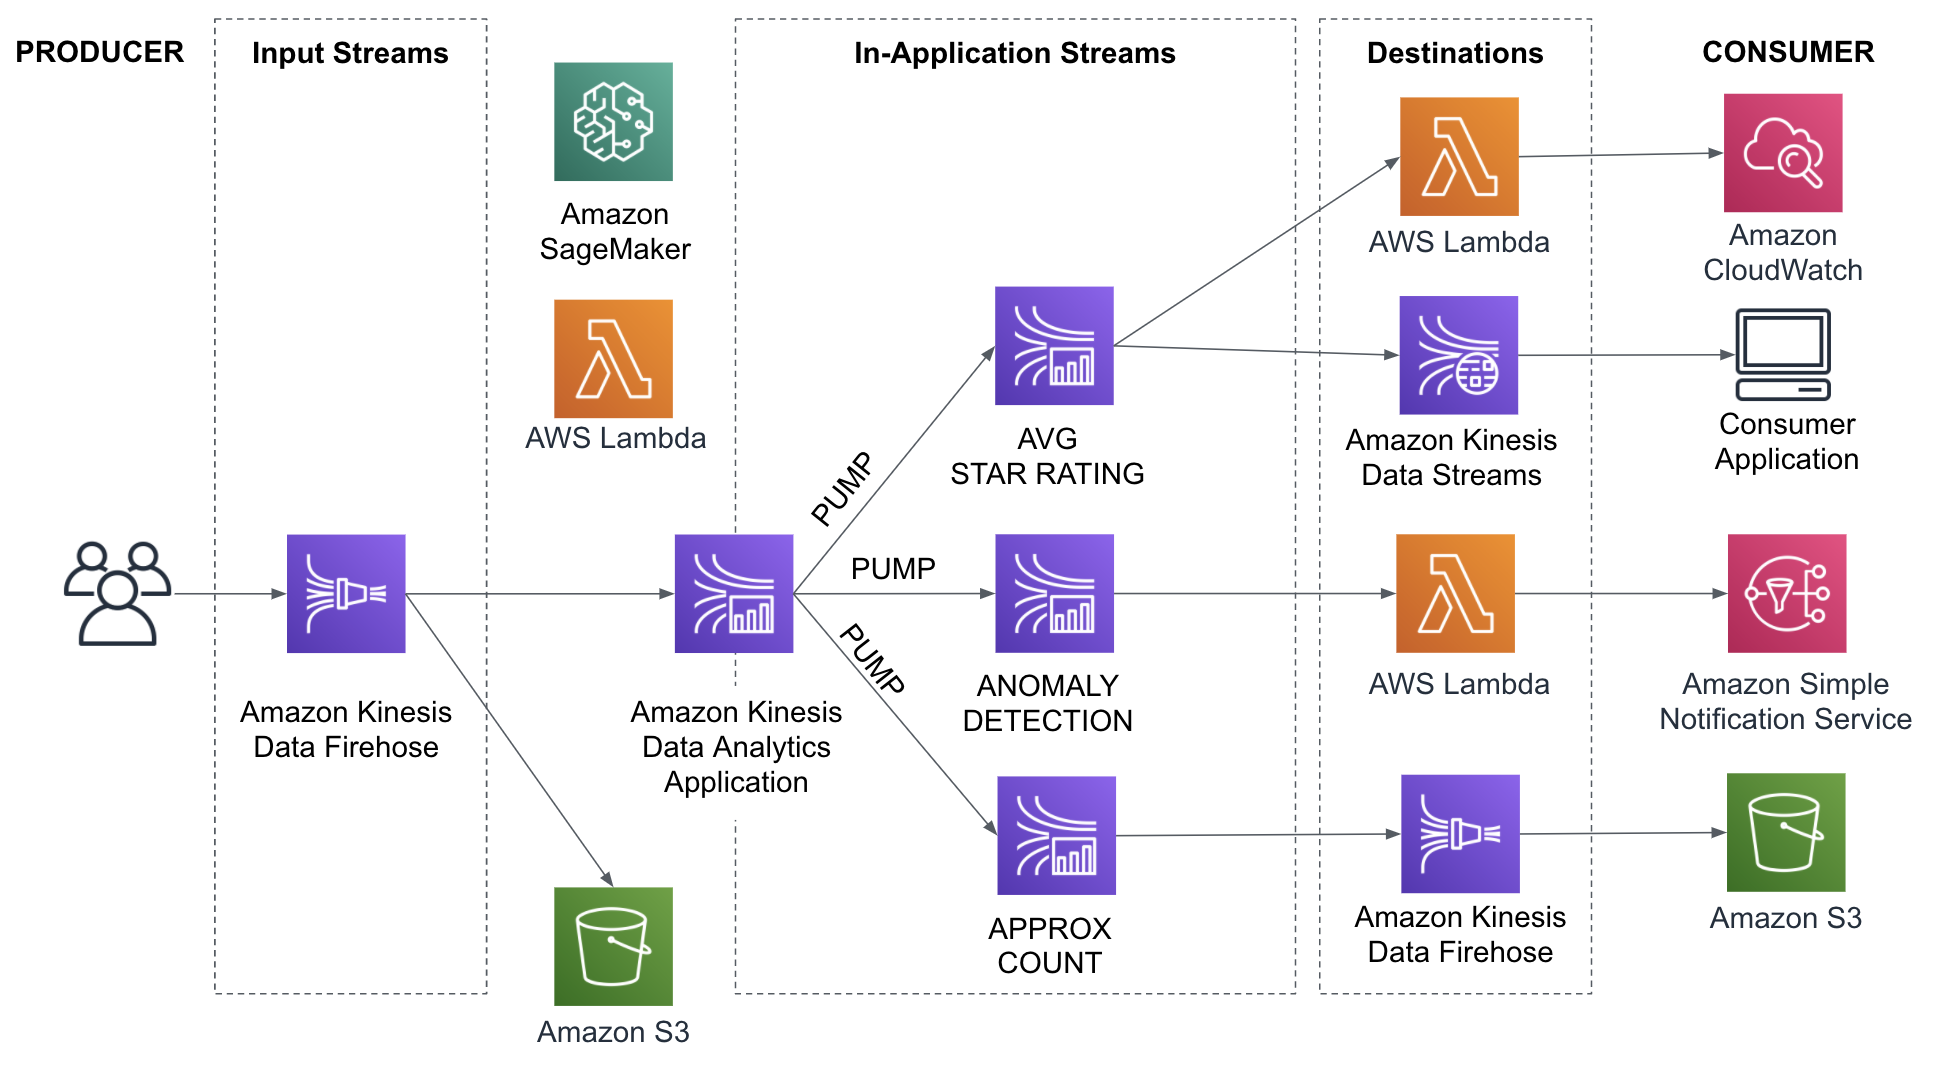 PRODUCER
Input Streams
In-Application Streams
Destinations
CONSUMER
Amazon
SageMaker
AWS Lambda
Amazon Kinesis
Data Firehose
Amazon S3
Amazon Kinesis
Data Analytics
Application
PUMP
PUMP
PUMP
AVG
STAR RATING
ANOMALY
DETECTION
APPROX
COUNT
AWS Lambda
Amazon Kinesis
Data Streams
AWS Lambda
Amazon Kinesis
Data Firehose
Amazon
CloudWatch
Consumer
Application
Amazon Simple
Notification Service
Amazon S3